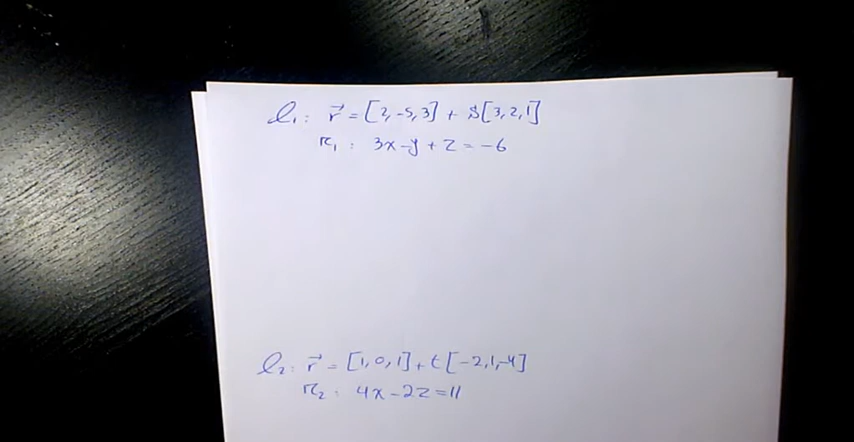 l₁: r⃗ = [2, -5, 3] + s[3, 2, 1]
π₁: 3x - y + z = -6
l₂: r⃗ = [1, 0, 1] + t[-2, 1, -4]
π₂: 4x - 2z = 11